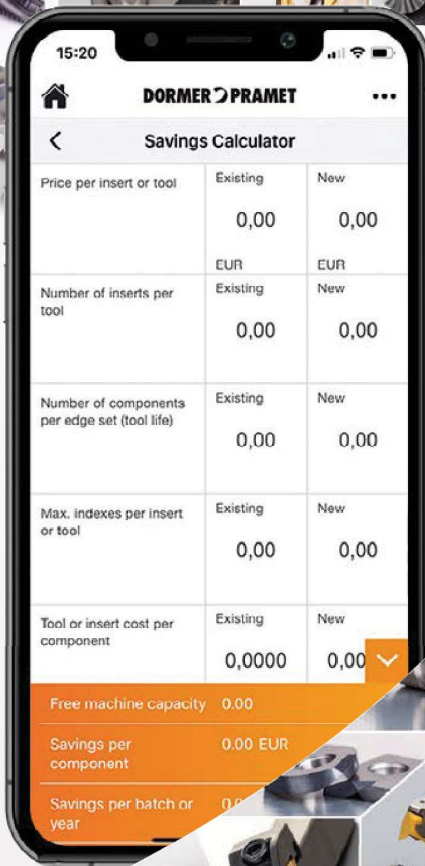 15:20
DORMER PRAMET
Savings Calculator
Price per insert or tool
Existing
New
0,00
0,00
EUR
EUR
Number of inserts per
tool
Existing
New
0,00
0,00
Number of components
per edge set (tool life)
Existing
New
0,00
0,00
Max. indexes per insert
or tool
Existing
New
0,00
0,00
Tool or insert cost per
component
Existing
New
0,0000
0,00
Free machine capacity 0.00
Savings per
component
0.00 EUR
Savings per batch or
year